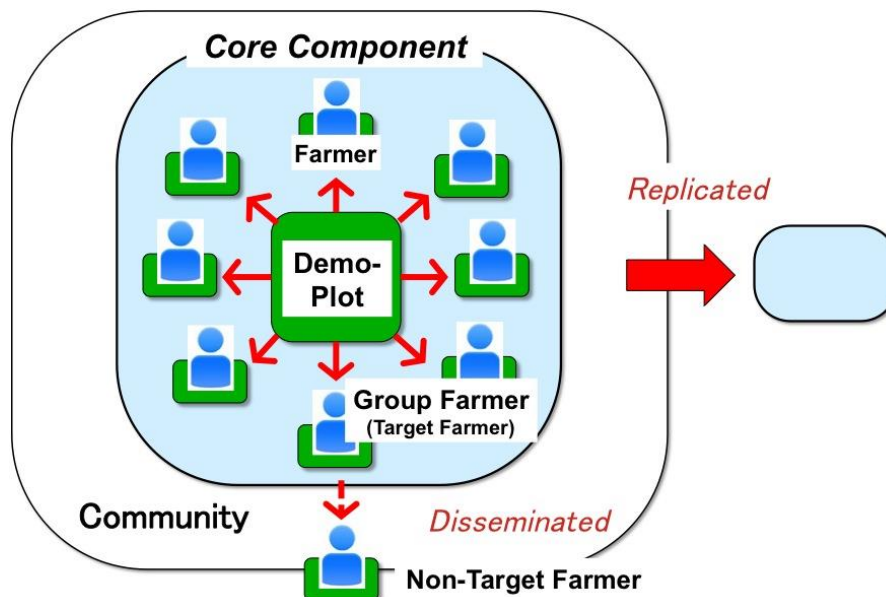 Core Component
Farmer
Replicated
Demo-
Plot
Group Farmer
(Target Farmer)
Community
Disseminated
Non-Target Farmer